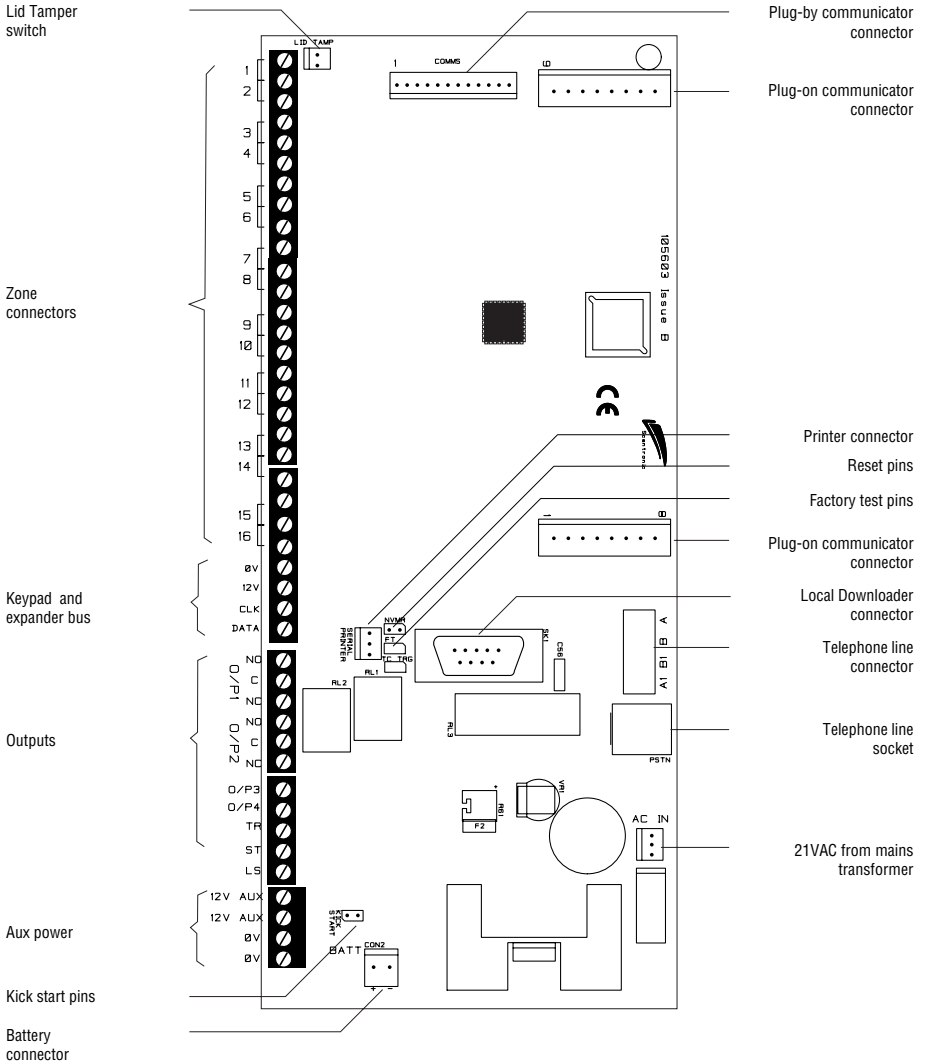 Lid Tamper
switch
Zone
connectors
Keypad and
expander bus
Outputs
Aux power
Kick start pins
Battery
connector
LID TAMP
1
2
3
4
5
6
7
8
9
10
11
12
13
14
15
16
0V
12V
CLK
DATA
O/P1
NO
C
NC
O/P2
NO
C
NC
O/P3
O/P4
TR
ST
LS
12V AUX
12V AUX
0V
0V
1
COMMS
9
105603 Issue B
CE
Scantronic
1
8
NVMR
SERIAL
PRINTER
FT
TC TRG
RL2
RL1
SK1
C56
RL3
A
B
B1
A1
PSTN
VR1
R61
+
F2
AC IN
KICK
START
BATT
CON2
+ -
Plug-by communicator
connector
Plug-on communicator
connector
Printer connector
Reset pins
Factory test pins
Plug-on communicator
connector
Local Downloader
connector
Telephone line
connector
Telephone line
socket
21VAC from mains
transformer